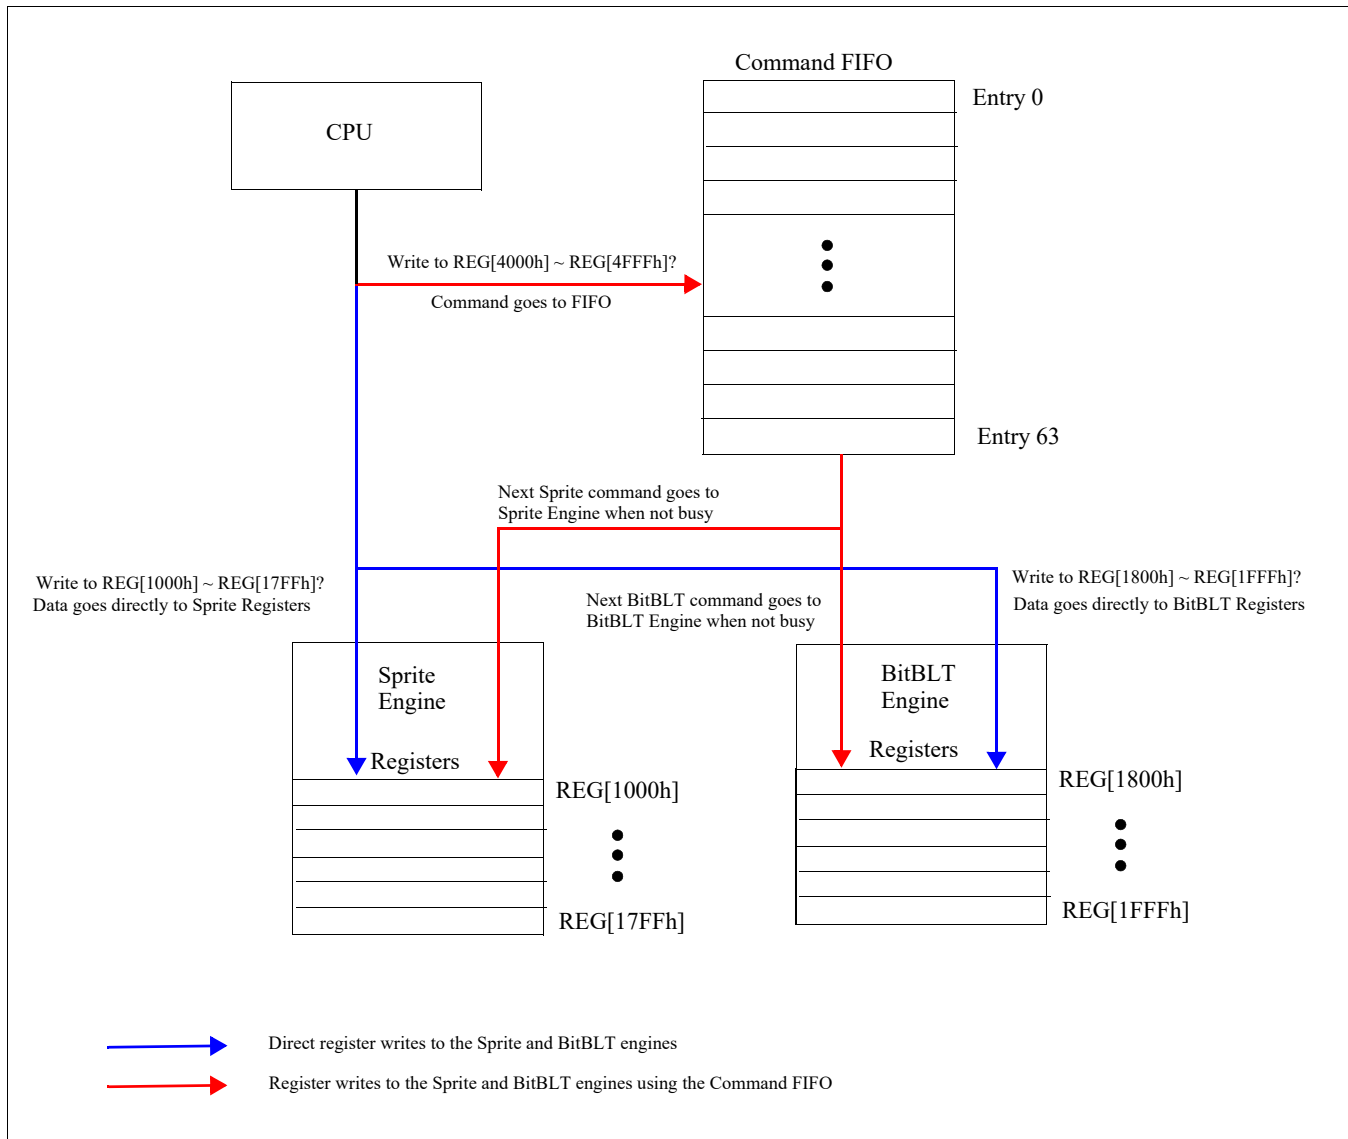 Command FIFO
Entry 0
CPU
Write to REG[4000h] ~ REG[4FFFh]?
Command goes to FIFO
Entry 63
Next Sprite command goes to
Sprite Engine when not busy
Write to REG[1000h] ~ REG[17FFh]?
Data goes directly to Sprite Registers
Next BitBLT command goes to
BitBLT Engine when not busy
Write to REG[1800h] ~ REG[1FFFh]?
Data goes directly to BitBLT Registers
Sprite
Engine
Registers
REG[1000h]
REG[17FFh]
BitBLT
Engine
Registers
REG[1800h]
REG[1FFFh]
Direct register writes to the Sprite and BitBLT engines
Register writes to the Sprite and BitBLT engines using the Command FIFO